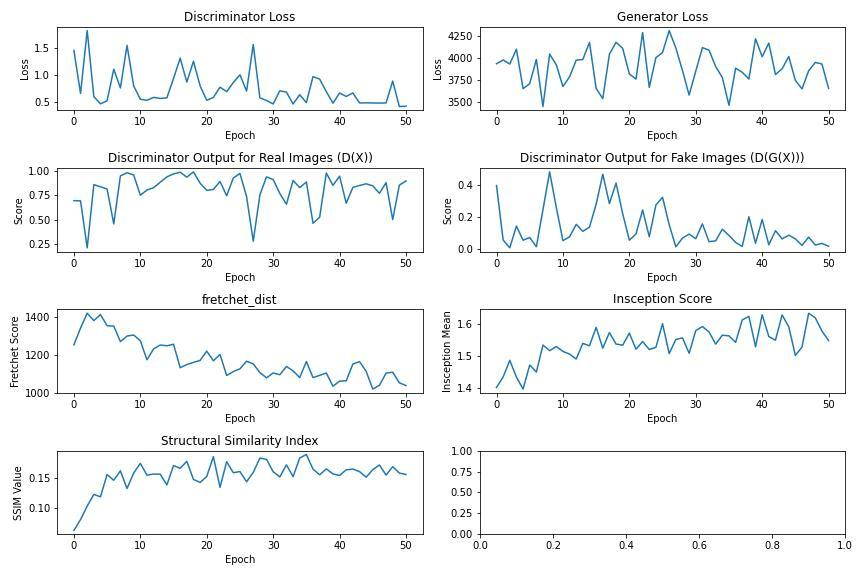 Discriminator Loss
Loss
1.5
1.0
0.5
0 10 20 30 40 50
Epoch
Generator Loss
Loss
4250
4000
3750
3500
0 10 20 30 40 50
Epoch
Discriminator Output for Real Images (D(X))
Score
1.00
0.75
0.50
0.25
0 10 20 30 40 50
Epoch
Discriminator Output for Fake Images (D(G(X)))
Score
0.4
0.2
0.0
0 10 20 30 40 50
Epoch
fretchet_dist
Fretchet Score
1400
1200
1000
0 10 20 30 40 50
Epoch
Insception Score
Insception Mean
1.6
1.5
1.4
0 10 20 30 40 50
Epoch
Structural Similarity Index
SSIM Value
0.15
0.10
0 10 20 30 40 50
Epoch
1.00
0.75
0.50
0.25
0.00
0.0 0.2 0.4 0.6 0.8 1.0